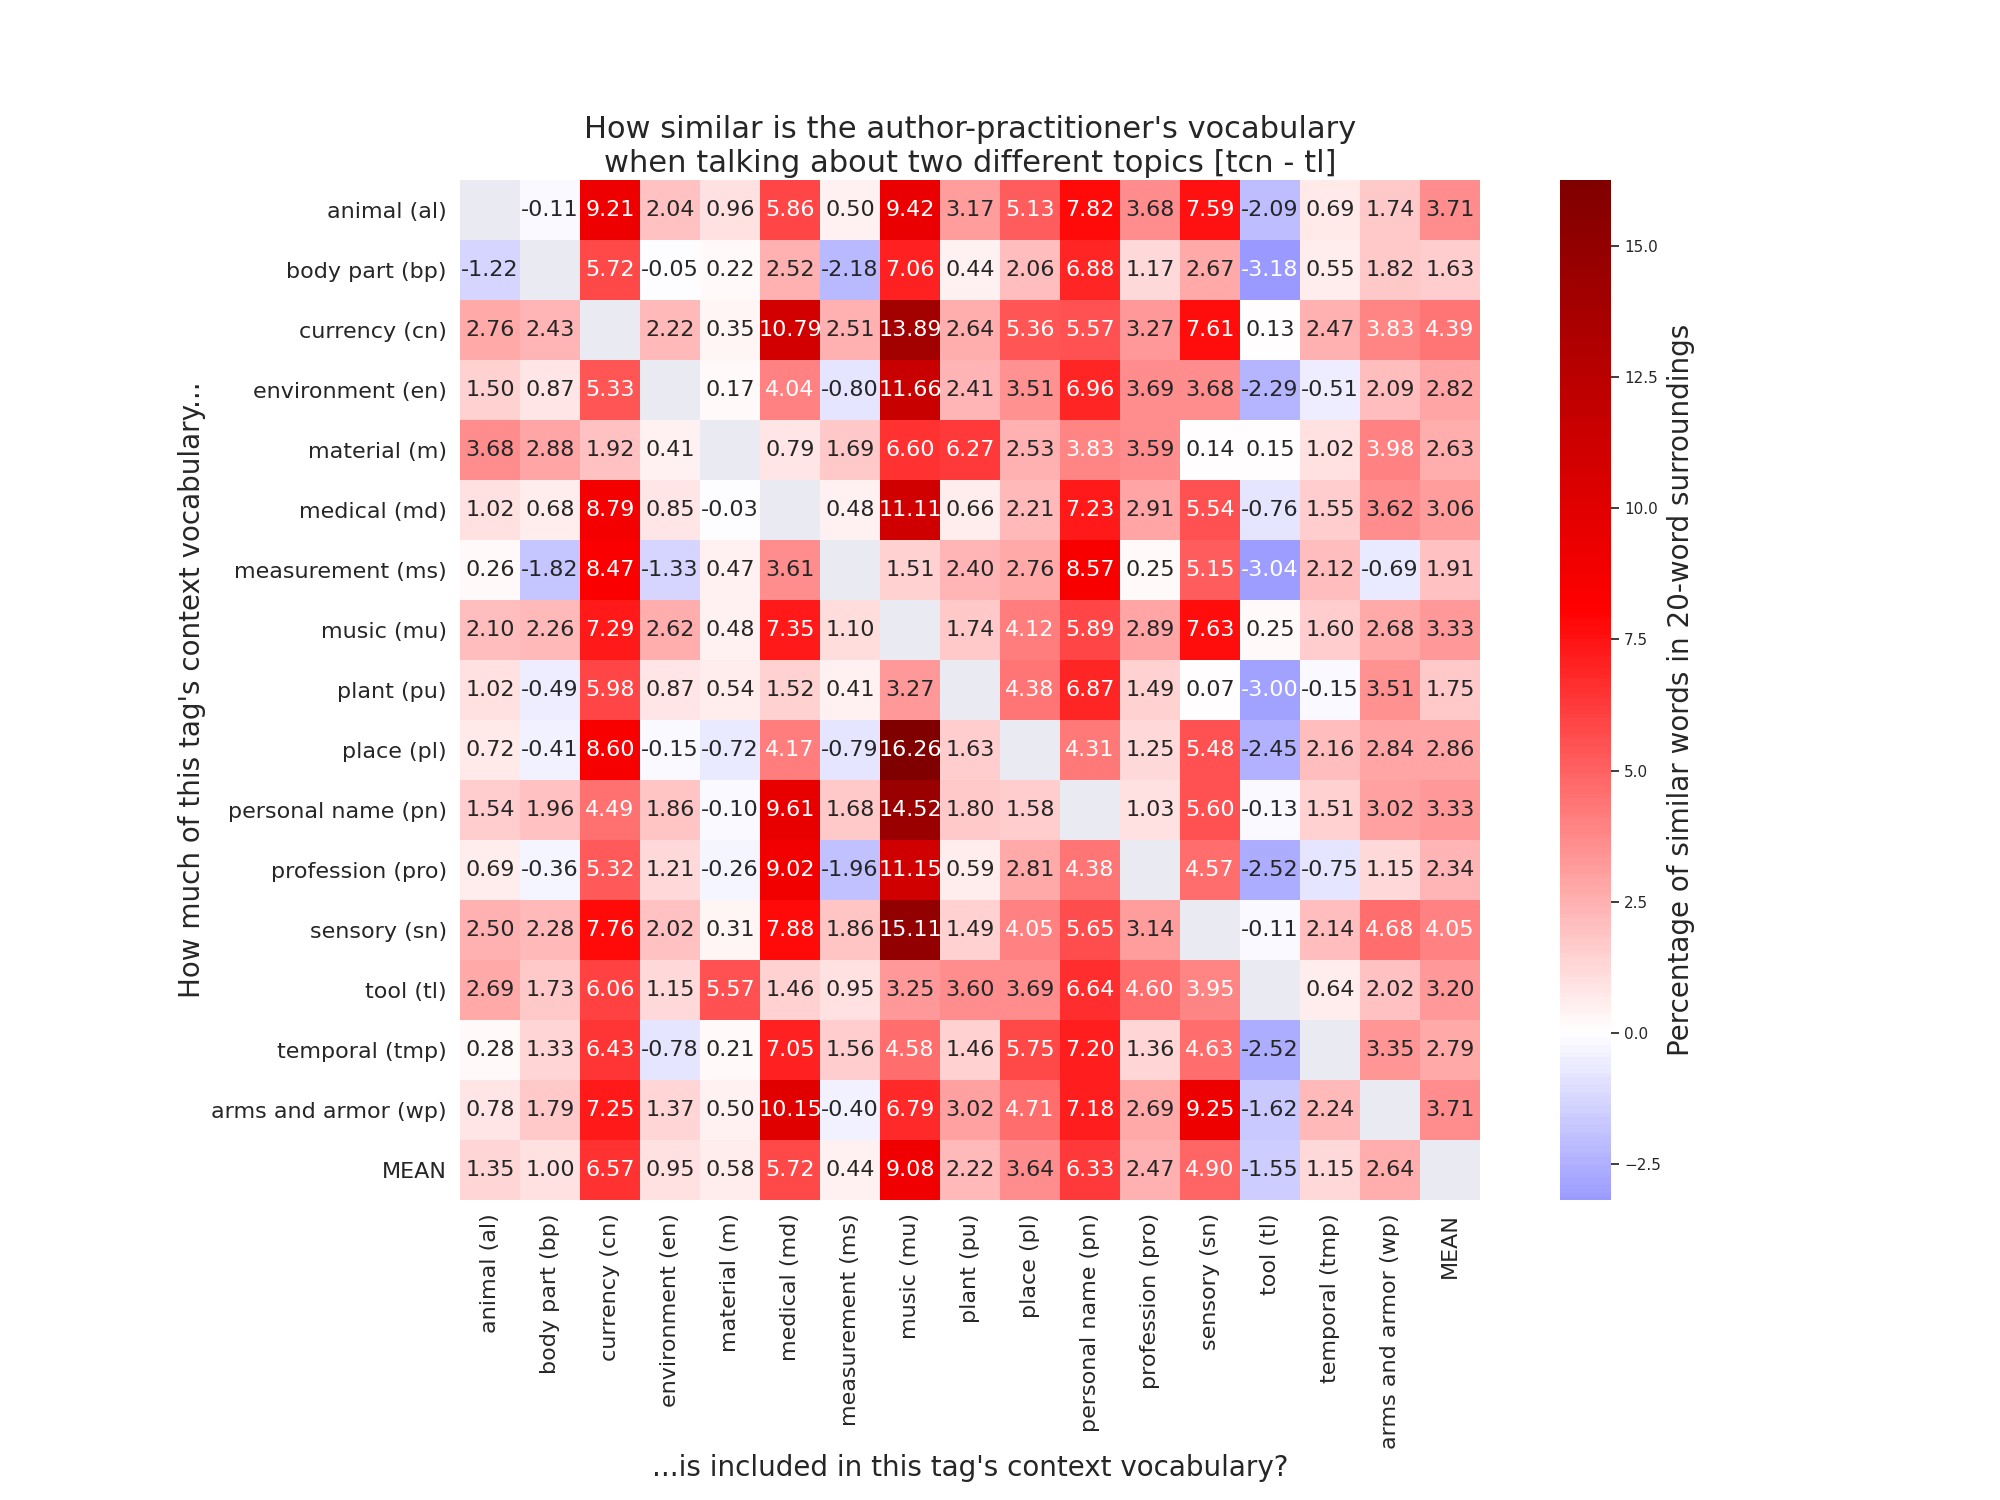 How similar is the author-practitioner's vocabulary
when talking about two different topics [tcn - tl]
How much of this tag's context vocabulary...
animal (al) -0.11 9.21 2.04 0.96 5.86 0.50 9.42 3.17 5.13 7.82 3.68 7.59 -2.09 0.69 1.74 3.71
body part (bp) -1.22 5.72 -0.05 0.22 2.52 -2.18 7.06 0.44 2.06 6.88 1.17 2.67 -3.18 0.55 1.82 1.63
currency (cn) 2.76 2.43 2.22 0.35 10.79 2.51 13.89 2.64 5.36 5.57 3.27 7.61 0.13 2.47 3.83 4.39
environment (en) 1.50 0.87 5.33 0.17 4.04 -0.80 11.66 2.41 3.51 6.96 3.69 3.68 -2.29 -0.51 2.09 2.82
material (m) 3.68 2.88 1.92 0.41 0.79 1.69 6.60 6.27 2.53 3.83 3.59 0.14 0.15 1.02 3.98 2.63
medical (md) 1.02 0.68 8.79 0.85 -0.03 0.48 11.11 0.66 2.21 7.23 2.91 5.54 -0.76 1.55 3.62 3.06
measurement (ms) 0.26 -1.82 8.47 -1.33 0.47 3.61 1.51 2.40 2.76 8.57 0.25 5.15 -3.04 2.12 -0.69 1.91
music (mu) 2.10 2.26 7.29 2.62 0.48 7.35 1.10 1.74 4.12 5.89 2.89 7.63 0.25 1.60 2.68 3.33
plant (pu) 1.02 -0.49 5.98 0.87 0.54 1.52 0.41 3.27 4.38 6.87 1.49 0.07 -3.00 -0.15 3.51 1.75
place (pl) 0.72 -0.41 8.60 -0.15 -0.72 4.17 -0.79 16.26 1.63 4.31 1.25 5.48 -2.45 2.16 2.84 2.86
personal name (pn) 1.54 1.96 4.49 1.86 -0.10 9.61 1.68 14.52 1.80 1.58 1.03 5.60 -0.13 1.51 3.02 3.33
profession (pro) 0.69 -0.36 5.32 1.21 -0.26 9.02 -1.96 11.15 0.59 2.81 4.38 4.57 -2.52 -0.75 1.15 2.34
sensory (sn) 2.50 2.28 7.76 2.02 0.31 7.88 1.86 15.11 1.49 4.05 5.65 3.14 -0.11 2.14 4.68 4.05
tool (tl) 2.69 1.73 6.06 1.15 5.57 1.46 0.95 3.25 3.60 3.69 6.64 4.60 3.95 0.64 2.02 3.20
temporal (tmp) 0.28 1.33 6.43 -0.78 0.21 7.05 1.56 4.58 1.46 5.75 7.20 1.36 4.63 -2.52 3.35 2.79
arms and armor (wp) 0.78 1.79 7.25 1.37 0.50 10.15 -0.40 6.79 3.02 4.71 7.18 2.69 9.25 -1.62 2.24 3.71
MEAN 1.35 1.00 6.57 0.95 0.58 5.72 0.44 9.08 2.22 3.64 6.33 2.47 4.90 -1.55 1.15 2.64
animal (al)
body part (bp)
currency (cn)
environment (en)
material (m)
medical (md)
measurement (ms)
music (mu)
plant (pu)
place (pl)
personal name (pn)
profession (pro)
sensory (sn)
tool (tl)
temporal (tmp)
arms and armor (wp)
MEAN
...is included in this tag's context vocabulary?
15.0
12.5
10.0
7.5
5.0
2.5
0.0
−2.5
Percentage of similar words in 20-word surroundings